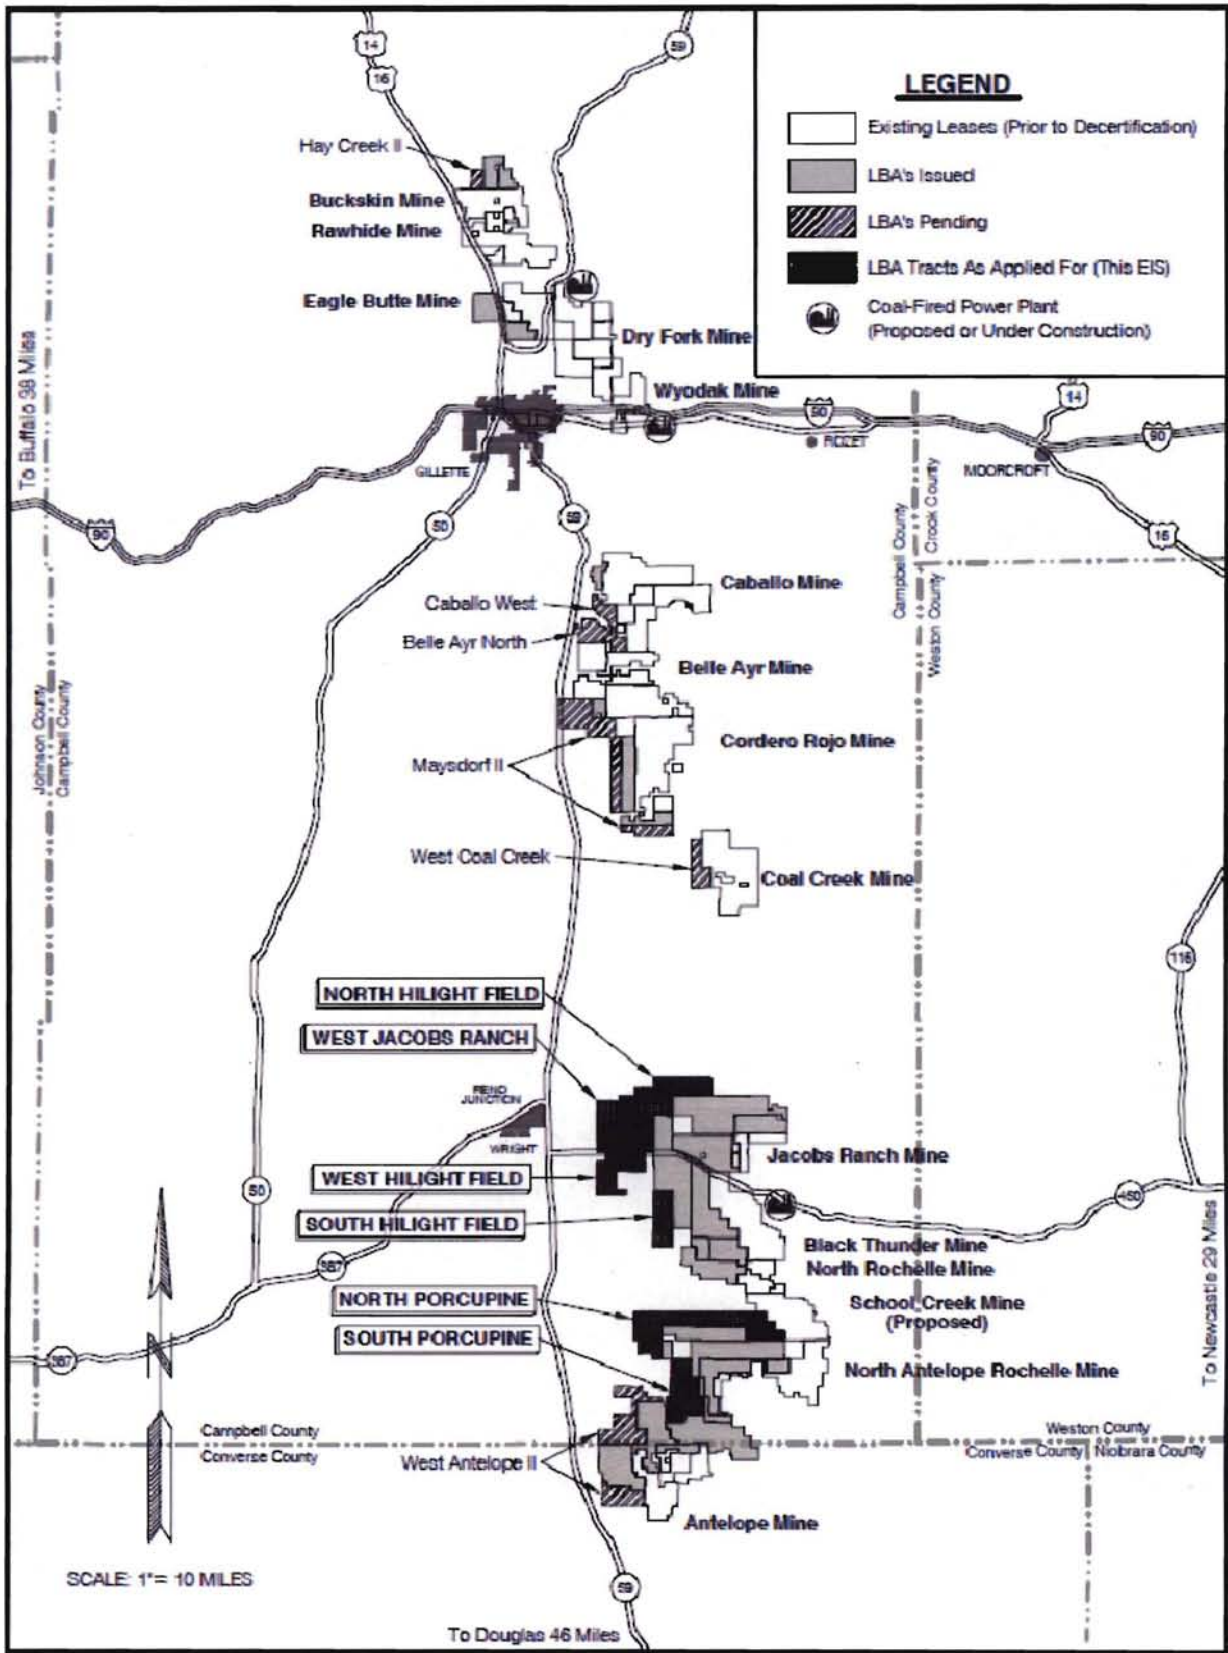 14
16
59
LEGEND
Existing Leases (Prior to Decertification)
LBA's Issued
LBA's Pending
LBA Tracts As Applied For (This EIS)
Coal-Fired Power Plant
(Proposed or Under Construction)
Hay Creek II
Buckskin Mine
Rawhide Mine
Eagle Butte Mine
Dry Fork Mine
Wyodak Mine
To Buffalo 38 Miles
14
90
ROZET
90
MOORCROFT
GILLETTE
50
59
90
16
Campbell County
Crook County
Weston County
Caballo Mine
Caballo West
Belle Ayr North
Belle Ayr Mine
Johnson County
Campbell County
Cordero Rojo Mine
Maysdorf II
West Coal Creek
Coal Creek Mine
116
NORTH HILIGHT FIELD
WEST JACOBS RANCH
RENO
JUNCTION
WRIGHT
Jacobs Ranch Mine
WEST HILIGHT FIELD
50
450
SOUTH HILIGHT FIELD
Black Thunder Mine
North Rochelle Mine
387
NORTH PORCUPINE
School Creek Mine
(Proposed)
SOUTH PORCUPINE
387
North Antelope Rochelle Mine
To Newcastle 29 Miles
N
Campbell County
Converse County
Weston County
Converse County
Niobrara County
West Antelope II
Antelope Mine
SCALE: 1"= 10 MILES
59
To Douglas 46 Miles